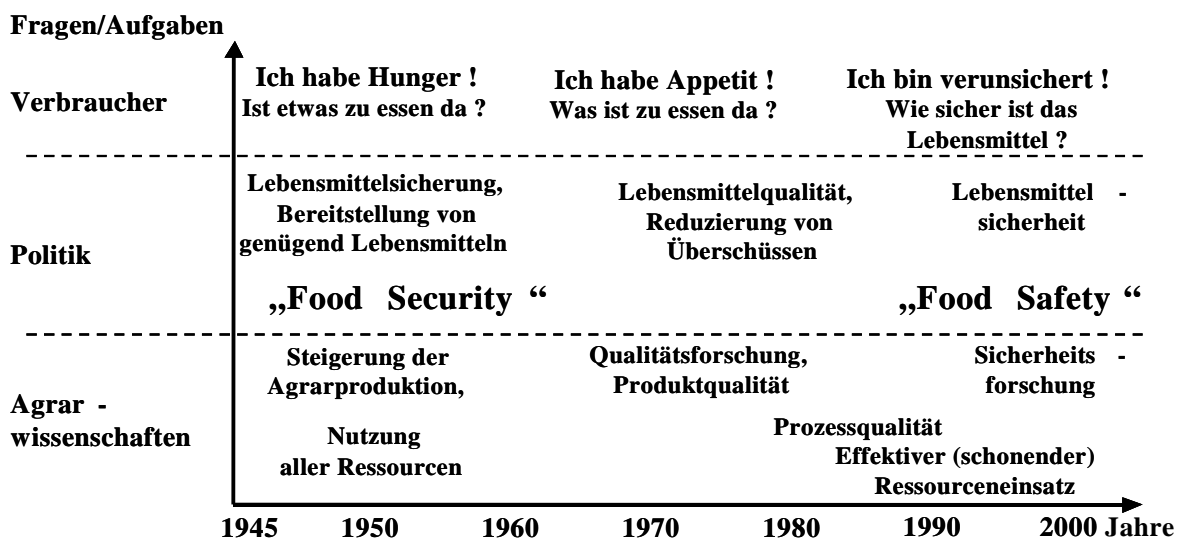 Fragen/Aufgaben
Verbraucher
Ich habe Hunger !
Ist etwas zu essen da ?
Ich habe Appetit !
Was ist zu essen da ?
Ich bin verunsichert !
Wie sicher ist das
Lebensmittel ?
Politik
Lebensmittelsicherung,
Bereitstellung von
genügend Lebensmitteln
Lebensmittelqualität,
Reduzierung von
Überschüssen
Lebensmittel -
sicherheit
„Food Security “
„Food Safety “
Agrar -
wissenschaften
Steigerung der
Agrarproduktion,
Nutzung
aller Ressourcen
Qualitätsforschung,
Produktqualität
Sicherheits -
forschung
Prozessqualität
Effektiver (schonender)
Ressourceneinsatz
1945 1950 1960 1970 1980 1990 2000 Jahre